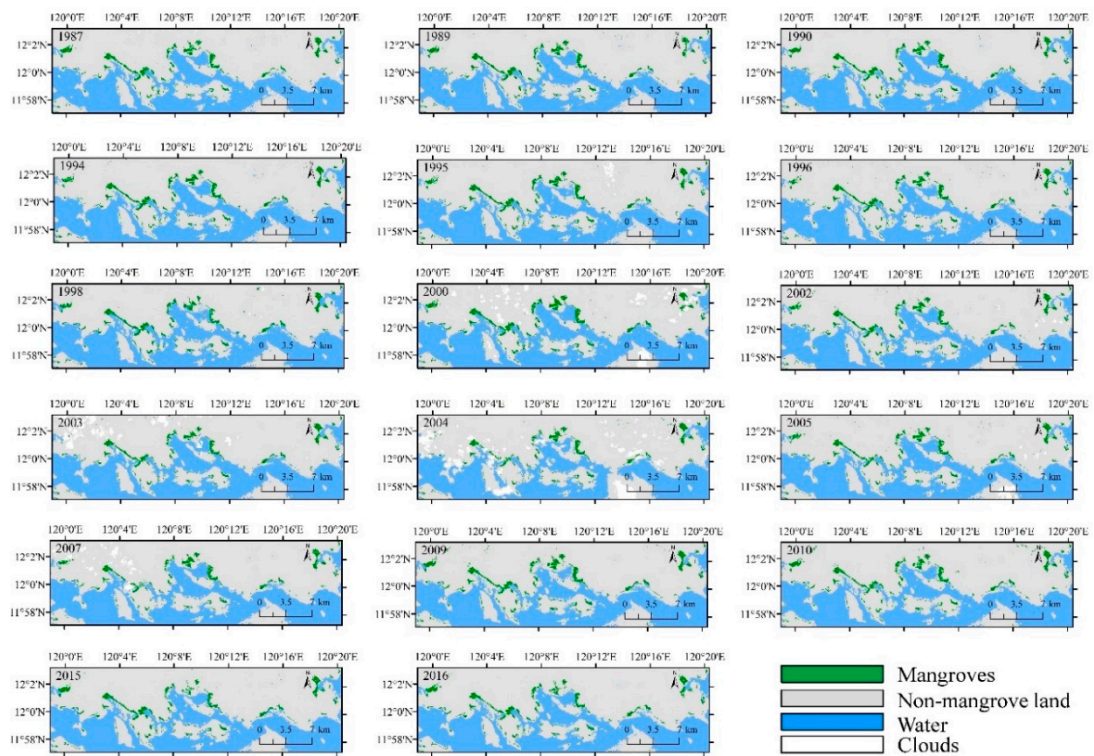 120°0'E 120°4'E 120°8'E 120°12'E 120°16'E 120°20'E 120°0'E 120°4'E 120°8'E 120°12'E 120°16'E 120°20'E 120°0'E 120°4'E 120°8'E 120°12'E 120°16'E 120°20'E
1987 N 1989 N 1990 N
12°2'N 12°2'N 12°2'N
12°0'N 12°0'N 12°0'N
0 3.5 7 km 0 3.5 7 km 0 3.5 7 km
11°58'N 11°58'N 11°58'N
120°0'E 120°4'E 120°8'E 120°12'E 120°16'E 120°20'E 120°0'E 120°4'E 120°8'E 120°12'E 120°16'E 120°20'E 120°0'E 120°4'E 120°8'E 120°12'E 120°16'E 120°20'E
1994 N 1995 N 1996 N
12°2'N 12°2'N 12°2'N
12°0'N 12°0'N 12°0'N
0 3.5 7 km 0 3.5 7 km 0 3.5 7 km
11°58'N 11°58'N 11°58'N
120°0'E 120°4'E 120°8'E 120°12'E 120°16'E 120°20'E 120°0'E 120°4'E 120°8'E 120°12'E 120°16'E 120°20'E 120°0'E 120°4'E 120°8'E 120°12'E 120°16'E 120°20'E
1998 N 2000 N 2002 N
12°2'N 12°2'N 12°2'N
12°0'N 12°0'N 12°0'N
0 3.5 7 km 0 3.5 7 km 0 3.5 7 km
11°58'N 11°58'N 11°58'N
120°0'E 120°4'E 120°8'E 120°12'E 120°16'E 120°20'E 120°0'E 120°4'E 120°8'E 120°12'E 120°16'E 120°20'E 120°0'E 120°4'E 120°8'E 120°12'E 120°16'E 120°20'E
2003 N 2004 N 2005 N
12°2'N 12°2'N 12°2'N
12°0'N 12°0'N 12°0'N
0 3.5 7 km 0 3.5 7 km 0 3.5 7 km
11°58'N 11°58'N 11°58'N
120°0'E 120°4'E 120°8'E 120°12'E 120°16'E 120°20'E 120°0'E 120°4'E 120°8'E 120°12'E 120°16'E 120°20'E 120°0'E 120°4'E 120°8'E 120°12'E 120°16'E 120°20'E
2007 N 2009 N 2010 N
12°2'N 12°2'N 12°2'N
12°0'N 12°0'N 12°0'N
0 3.5 7 km 0 3.5 7 km 0 3.5 7 km
11°58'N 11°58'N 11°58'N
120°0'E 120°4'E 120°8'E 120°12'E 120°16'E 120°20'E 120°0'E 120°4'E 120°8'E 120°12'E 120°16'E 120°20'E
2015 N 2016 N
12°2'N 12°2'N
12°0'N 12°0'N
0 3.5 7 km 0 3.5 7 km
11°58'N 11°58'N
Mangroves
Non-mangrove land
Water
Clouds